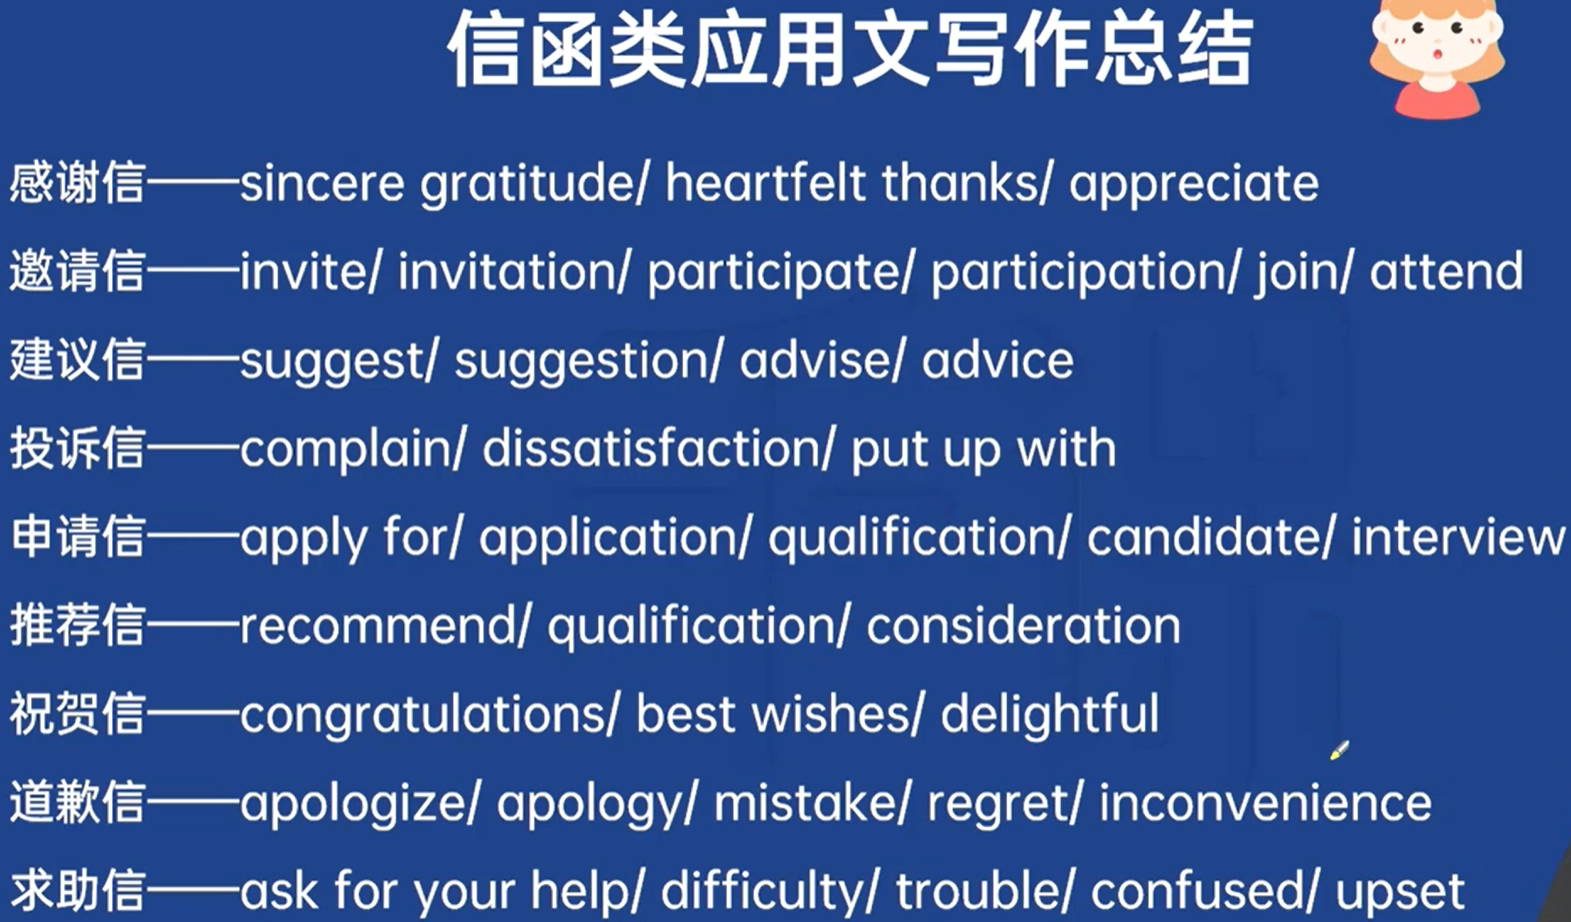 信函类应用文写作总结
感谢信——sincere gratitude/ heartfelt thanks/ appreciate
邀请信——invite/ invitation/ participate/ participation/ join/ attend
建议信——suggest/ suggestion/ advise/ advice
投诉信——complain/ dissatisfaction/ put up with
申请信——apply for/ application/ qualification/ candidate/ interview
推荐信——recommend/ qualification/ consideration
祝贺信——congratulations/ best wishes/ delightful
道歉信——apologize/ apology/ mistake/ regret/ inconvenience
求助信——ask for your help/ difficulty/ trouble/ confused/ upset